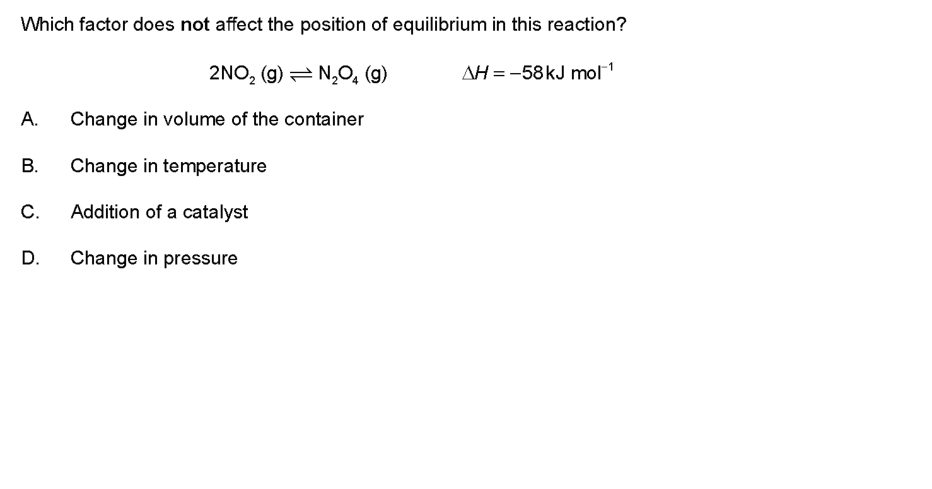 Which factor does not affect the position of equilibrium in this reaction?
2NO₂ (g) ⇌ N₂O₄ (g) ΔH = −58 kJ mol⁻¹
A. Change in volume of the container
B. Change in temperature
C. Addition of a catalyst
D. Change in pressure